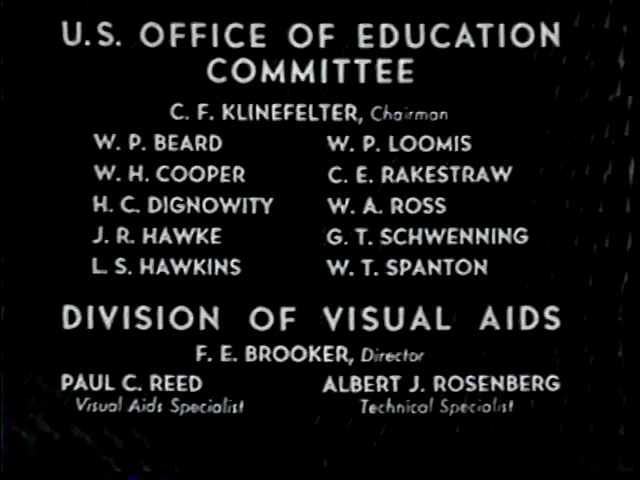 U.S. OFFICE OF EDUCATION
COMMITTEE
C. F. KLINEFELTER, Chairman
W. P. BEARD W. P. LOOMIS
W. H. COOPER C. E. RAKESTRAW
H. C. DIGNOWITY W. A. ROSS
J. R. HAWKE G. T. SCHWENNING
L. S. HAWKINS W. T. SPANTON
DIVISION OF VISUAL AIDS
F. E. BROOKER, Director
PAUL C. REED ALBERT J. ROSENBERG
Visual Aids Specialist Technical Specialist